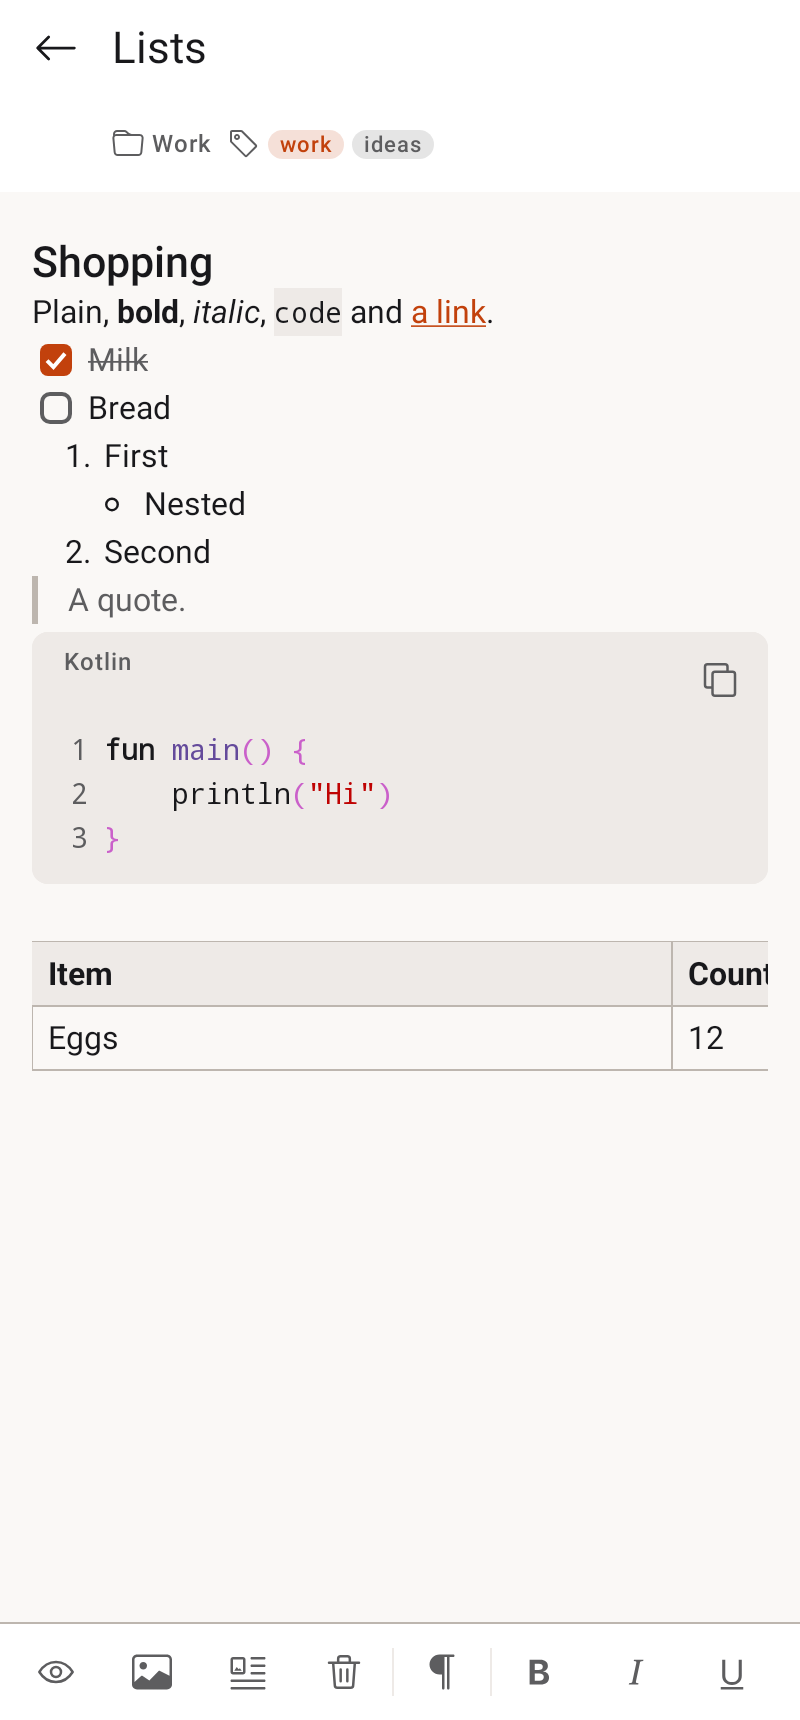 Lists
Work work ideas
Shopping
Plain, bold, italic, code and a link.
Milk
Bread
1. First
Nested
2. Second
A quote.
Kotlin
1 fun main() {
2     println("Hi")
3 }
Item Count
Eggs 12
B I U